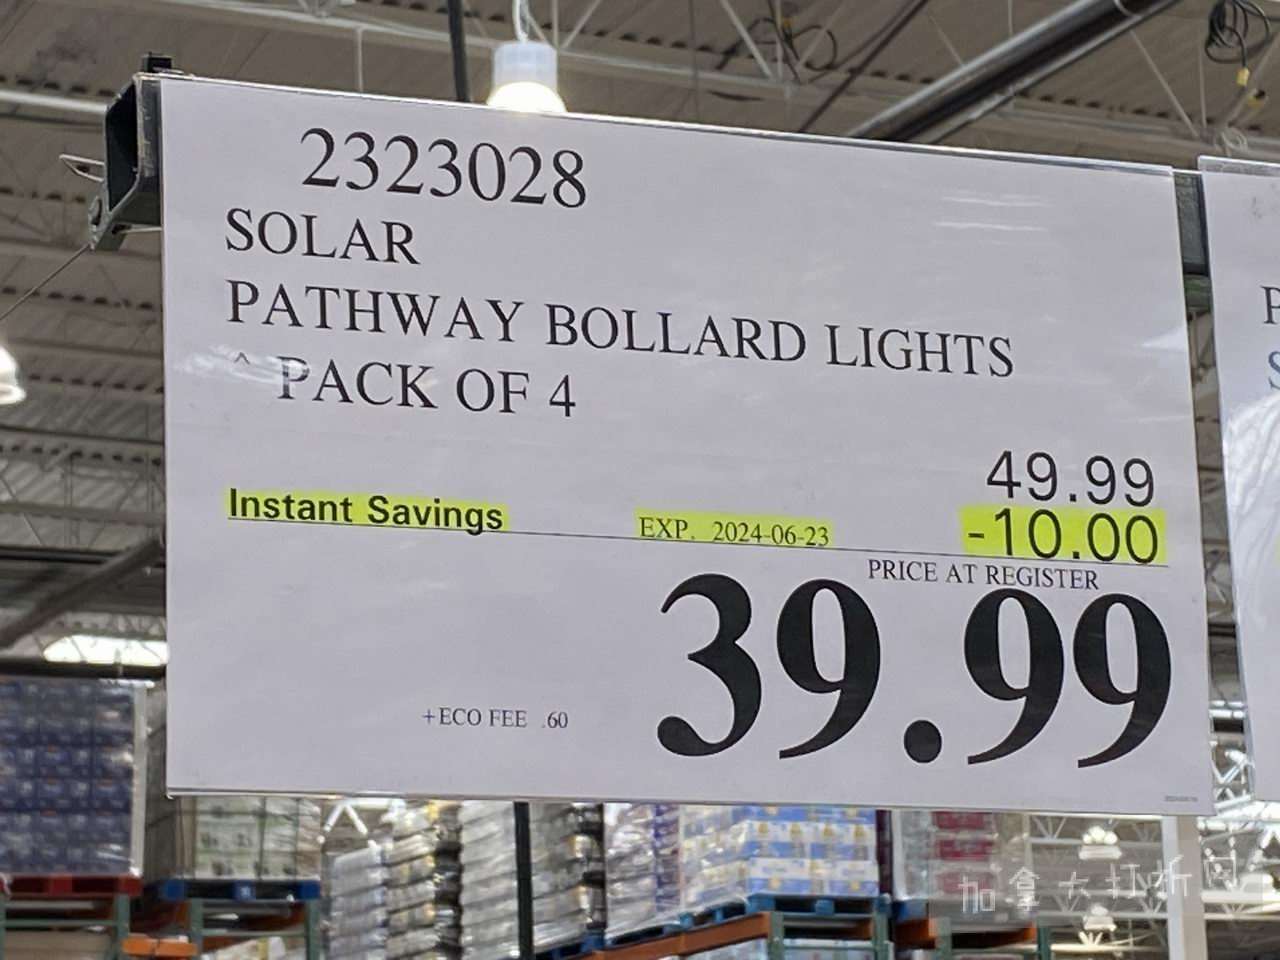 2323028
SOLAR
PATHWAY BOLLARD LIGHTS
^ PACK OF 4
49.99
Instant Savings EXP. 2024-06-23 -10.00
PRICE AT REGISTER
39.99
+ECO FEE .60
加拿大打折网